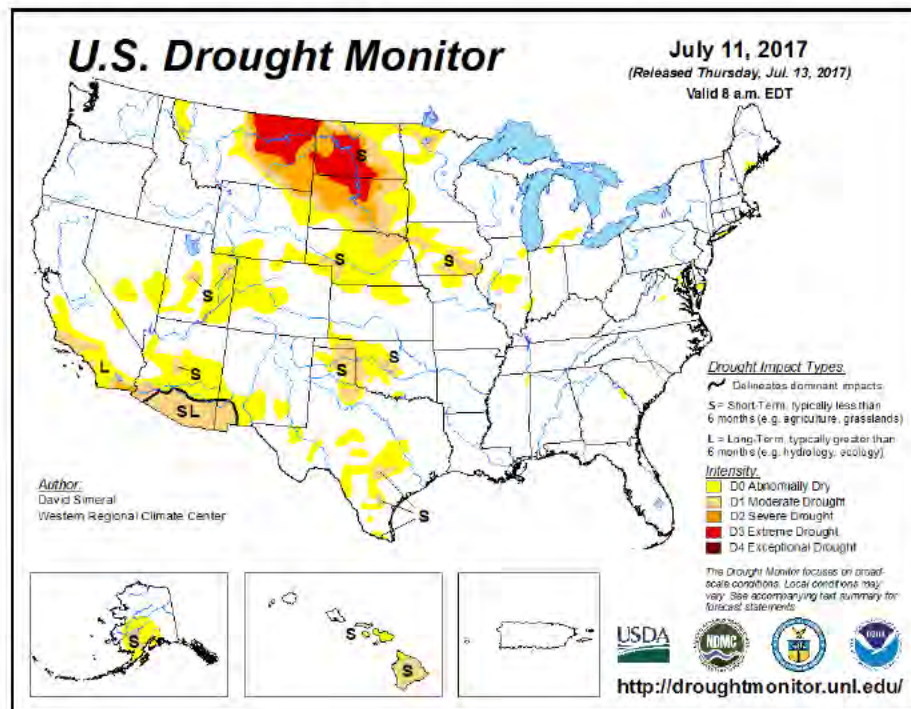 U.S. Drought Monitor
July 11, 2017
(Released Thursday, Jul. 13, 2017)
Valid 8 a.m. EDT
S
S
S
S
L
S
S
S
SL
S
Drought Impact Types:
Delineates dominant impacts
S = Short-Term, typically less than
6 months (e.g. agriculture, grasslands)
L = Long-Term, typically greater than
6 months (e.g. hydrology, ecology)
Intensity:
D0 Abnormally Dry
D1 Moderate Drought
D2 Severe Drought
D3 Extreme Drought
D4 Exceptional Drought
Author:
David Simeral
Western Regional Climate Center
The Drought Monitor focuses on broad-
scale conditions. Local conditions may
vary. See accompanying text summary for
forecast statements.
S
S
S
USDA
NDMC
NOAA
http://droughtmonitor.unl.edu/